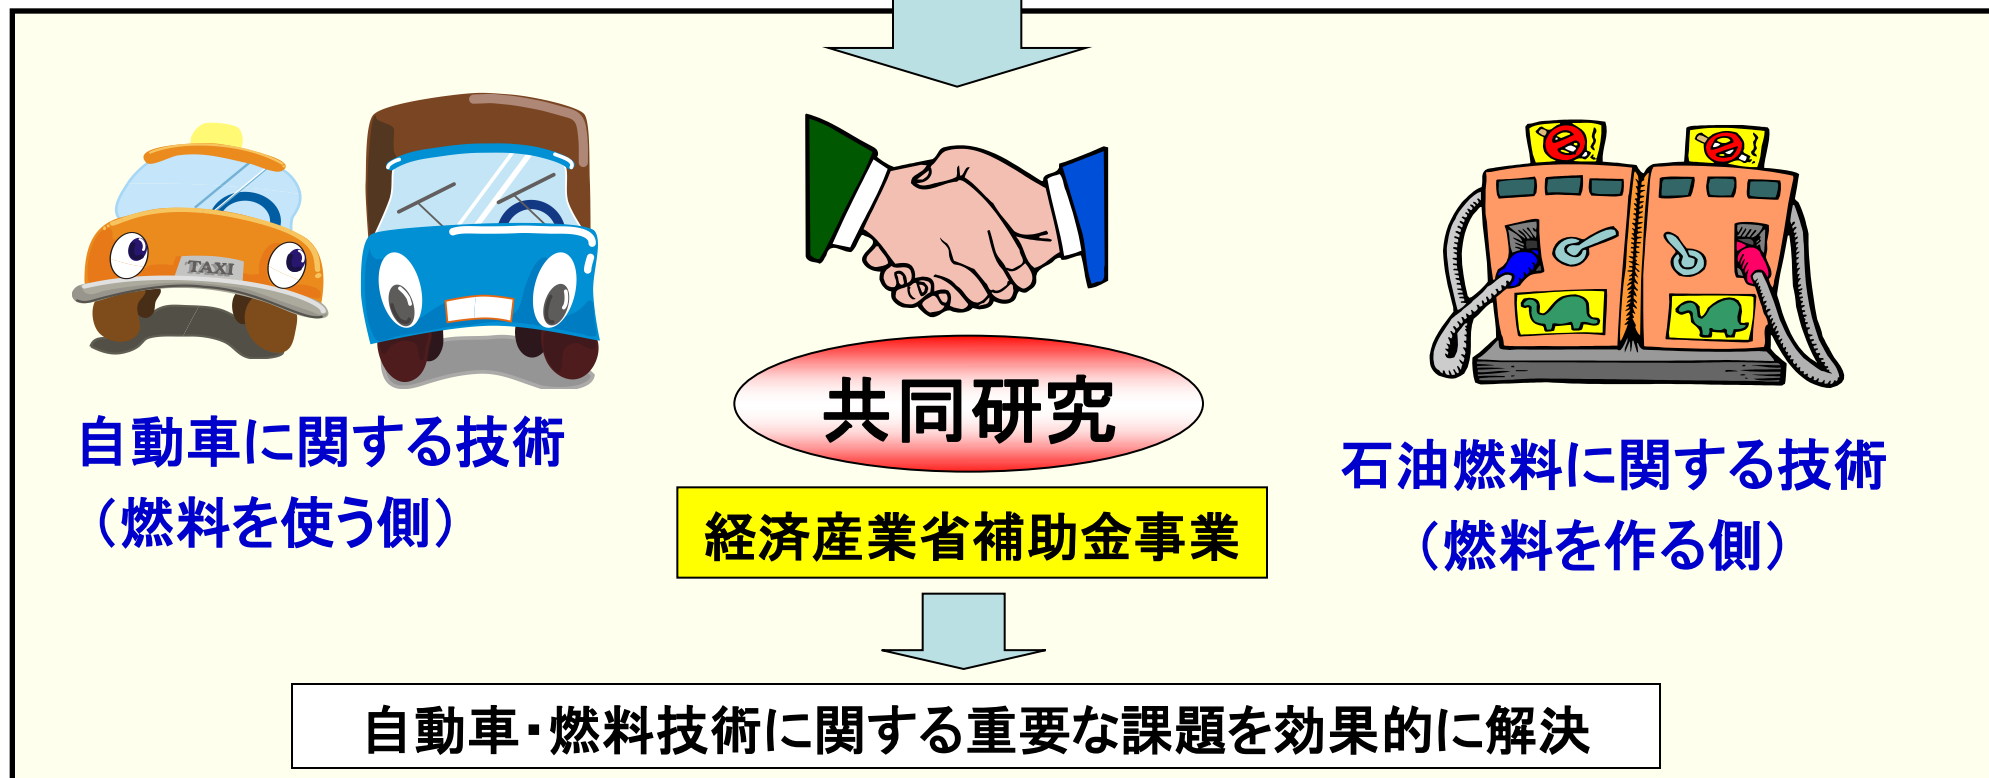 TAXI
自動車に関する技術
（燃料を使う側）
共同研究
経済産業省補助金事業
石油燃料に関する技術
（燃料を作る側）
自動車・燃料技術に関する重要な課題を効果的に解決